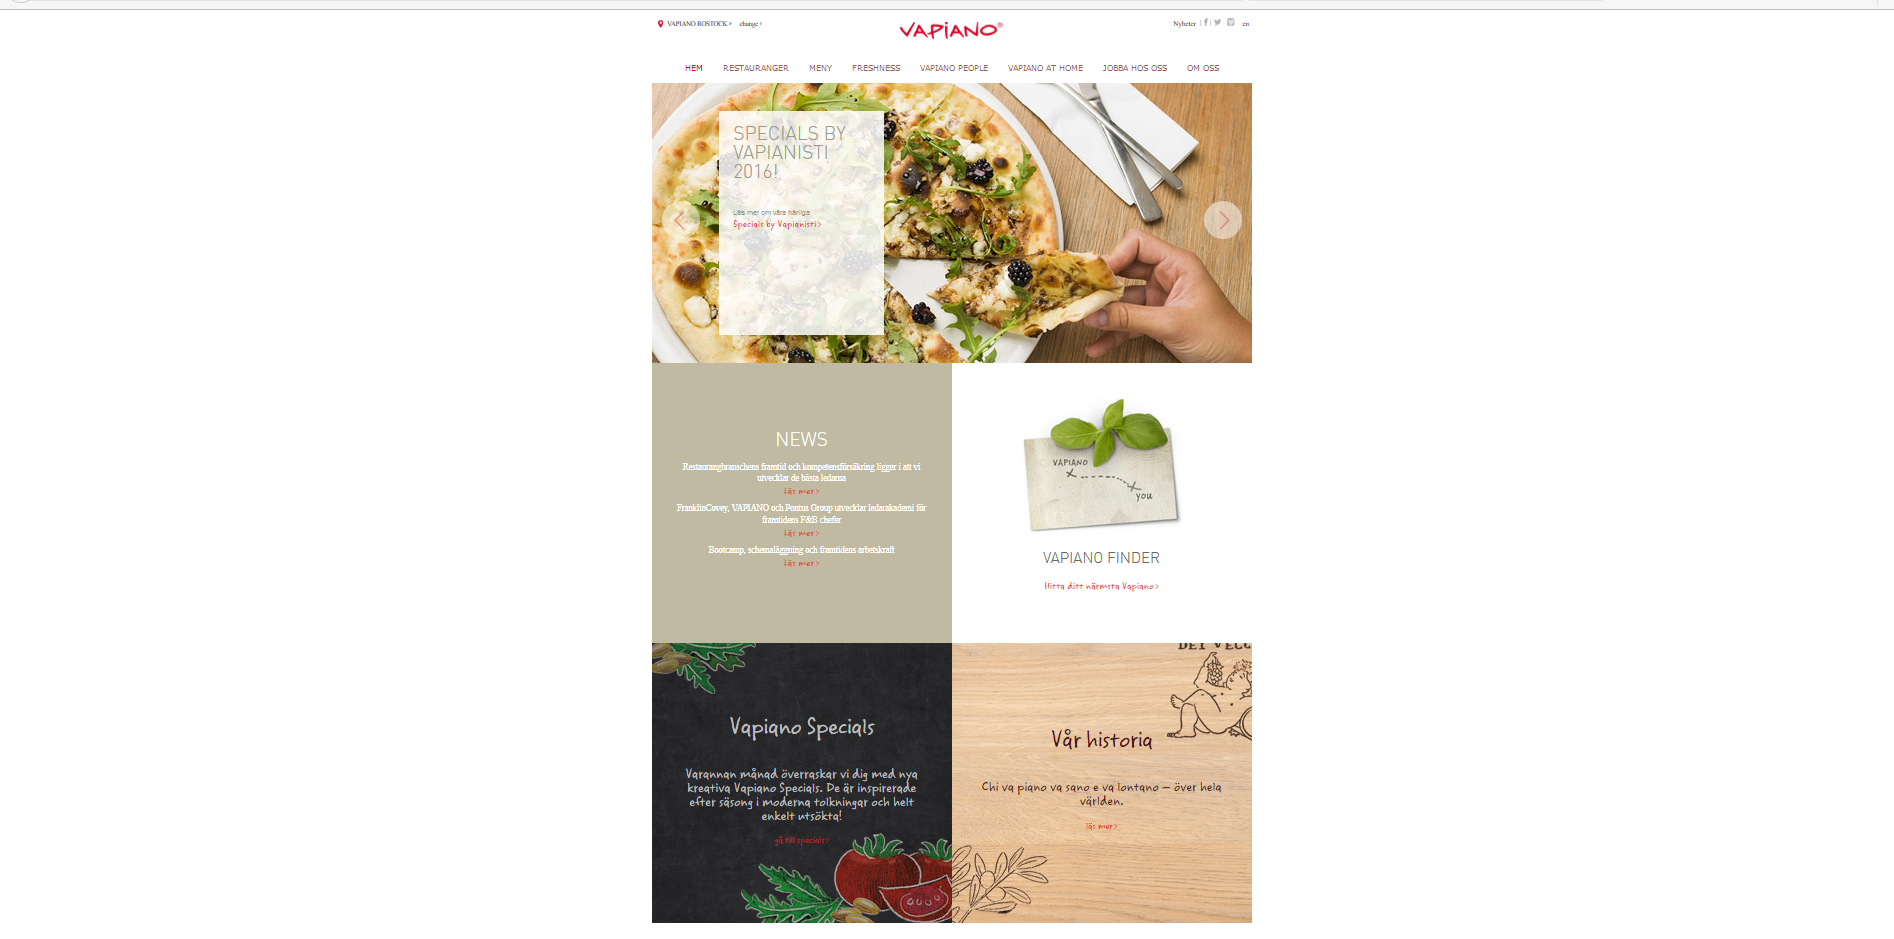 VAPIANO ROSTOCK > change >
VAPIANO®
Nyheter | f | en
HEM RESTAURANGER MENY FRESHNESS VAPIANO PEOPLE VAPIANO AT HOME JOBBA HOS OSS OM OSS
SPECIALS BY
VAPIANISTI
2016!
Läs mer om våra härliga
Specials by Vapianisti >
NEWS
Restaurangbranschens framtid och kompetensförsäkring ligger i att vi
utvecklar de bästa ledarna
läs mer >
FranklinCovey, VAPIANO och Pontus Group utvecklar ledarakademi för
framtidens F&B chefer
läs mer >
Bootcamp, schemaläggning och framtidens arbetskraft
läs mer >
VAPIANO
you
VAPIANO FINDER
Hitta ditt närmsta Vapiano >
Vapiano Specials
Varannan månad överraskar vi dig med nya
kreativa Vapiano Specials. De är inspirerade
efter säsong i moderna tolkningar och helt
enkelt utsökta!
gå till specials >
DEI VEGG
Vår historia
Chi va piano va sano e va lontano – över hela
världen.
läs mer >